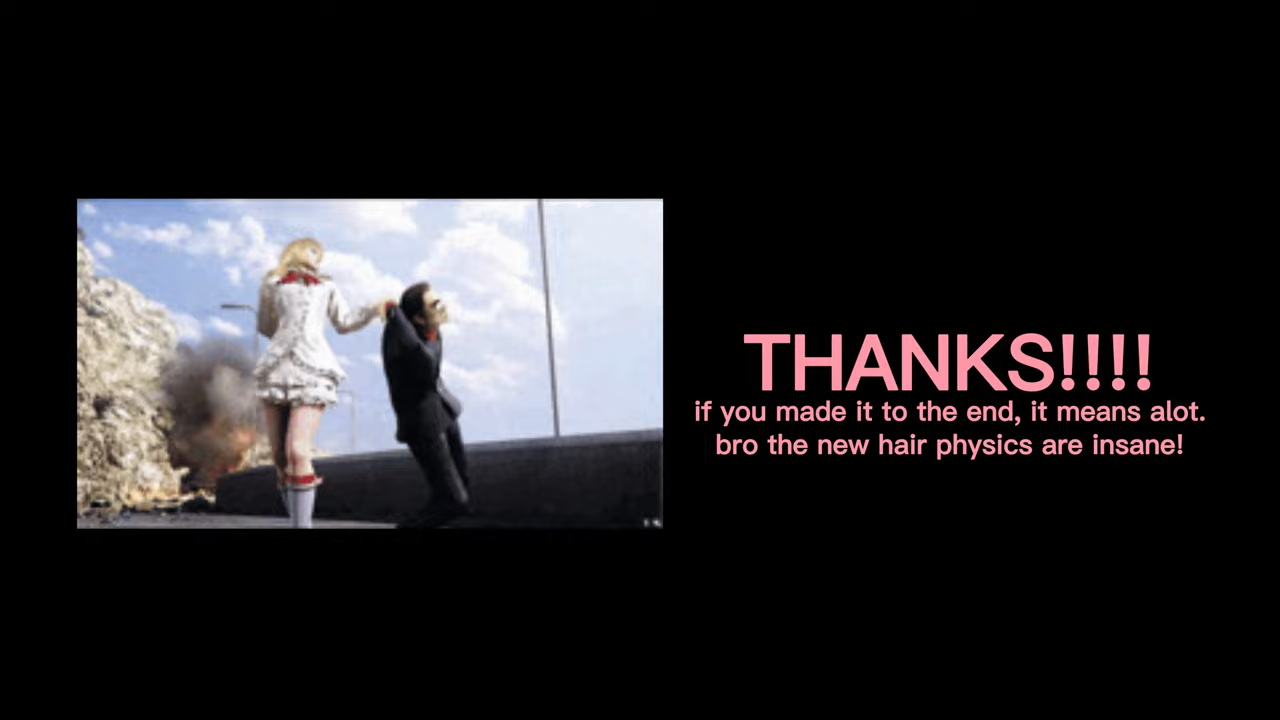 THANKS!!!!
if you made it to the end, it means alot.
bro the new hair physics are insane!